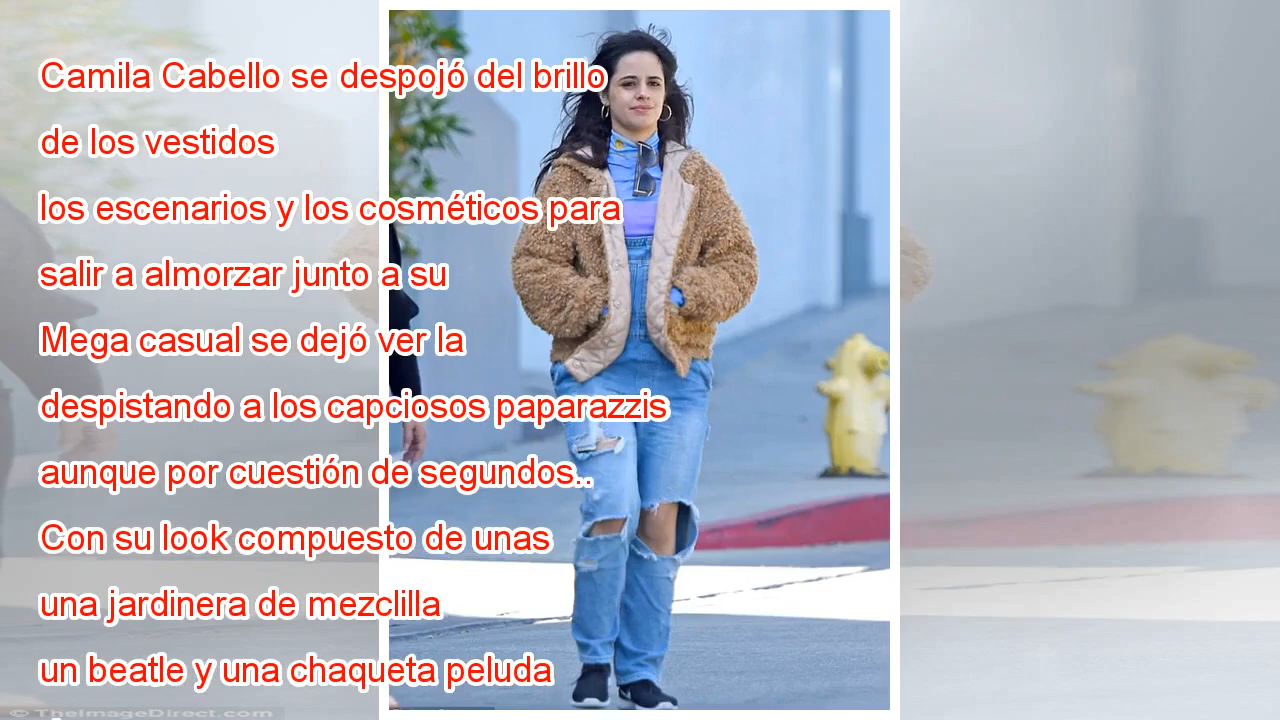 Camila Cabello se despojó del brillo
de los vestidos
los escenarios y los cosméticos para
salir a almorzar junto a su
Mega casual se dejó ver la
despistando a los capciosos paparazzis
aunque por cuestión de segundos..
Con su look compuesto de unas
una jardinera de mezclilla
un beatle y una chaqueta peluda
© TheImageDirect.com